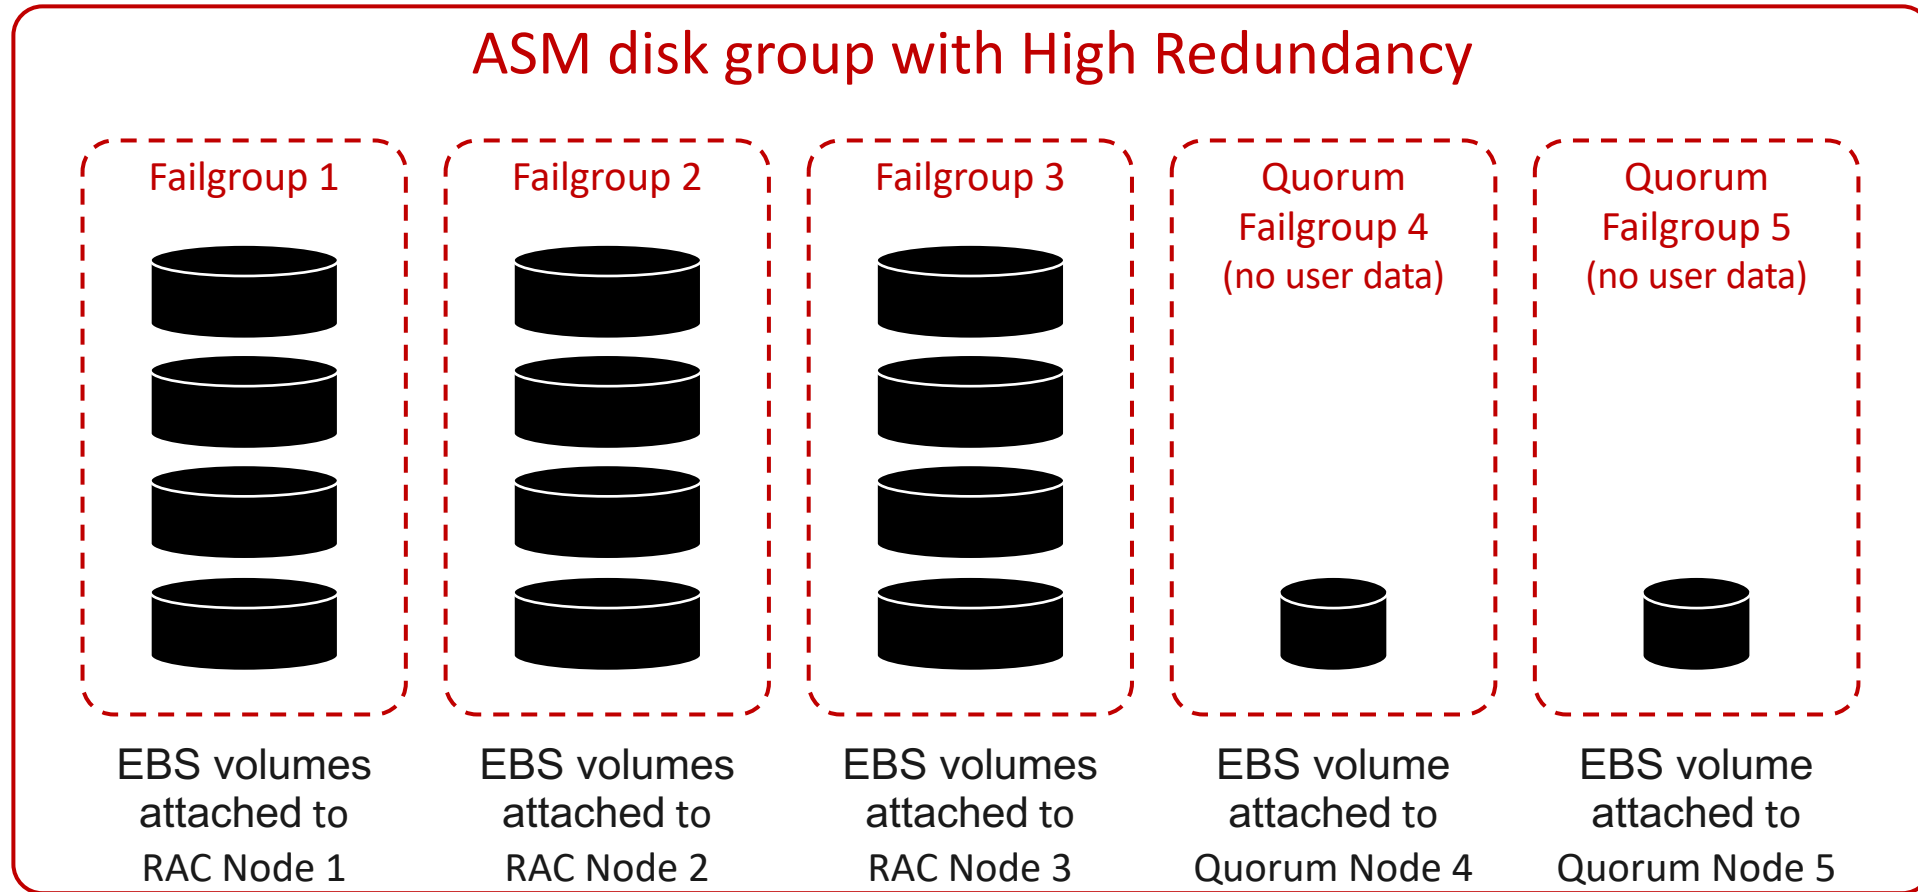 ASM disk group with High Redundancy
Failgroup 1
EBS volumes
attached to
RAC Node 1
Failgroup 2
EBS volumes
attached to
RAC Node 2
Failgroup 3
EBS volumes
attached to
RAC Node 3
Quorum
Failgroup 4
(no user data)
EBS volume
attached to
Quorum Node 4
Quorum
Failgroup 5
(no user data)
EBS volume
attached to
Quorum Node 5